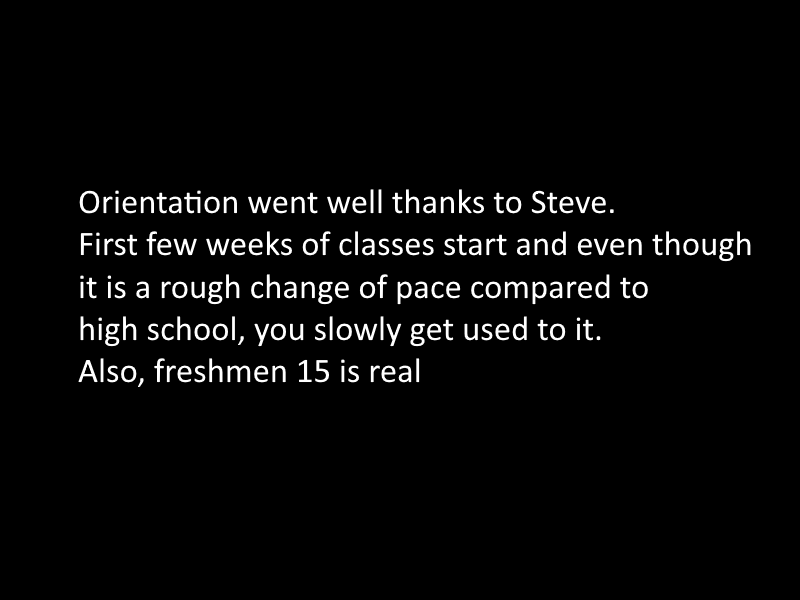 Orientation went well thanks to Steve.
First few weeks of classes start and even though
it is a rough change of pace compared to
high school, you slowly get used to it.
Also, freshmen 15 is real